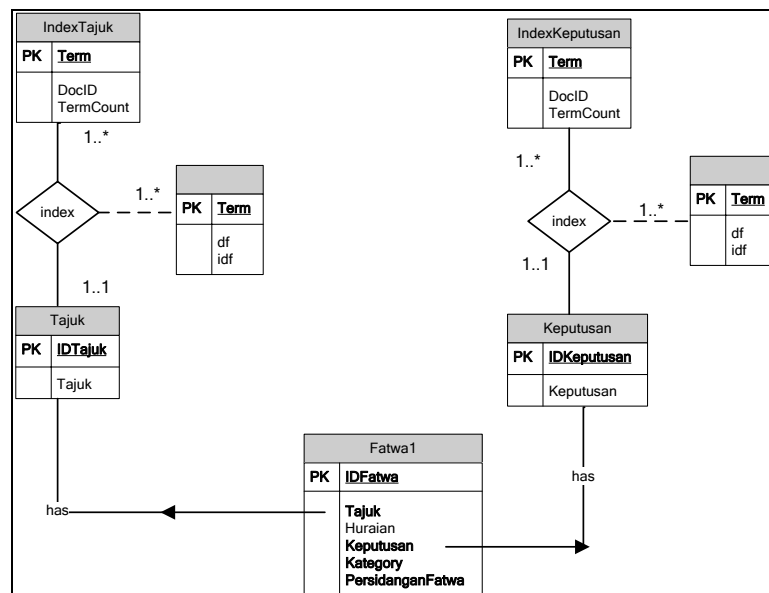 IndexTajuk
PK Term
DocID
TermCount
1..*
index
1..*
PK Term
df
idf
1..1
Tajuk
PK IDTajuk
Tajuk
has
IndexKeputusan
PK Term
DocID
TermCount
1..*
index
1..*
PK Term
df
idf
1..1
Keputusan
PK IDKeputusan
Keputusan
has
Fatwa1
PK IDFatwa
Tajuk
Huraian
Keputusan
Kategory
PersidanganFatwa